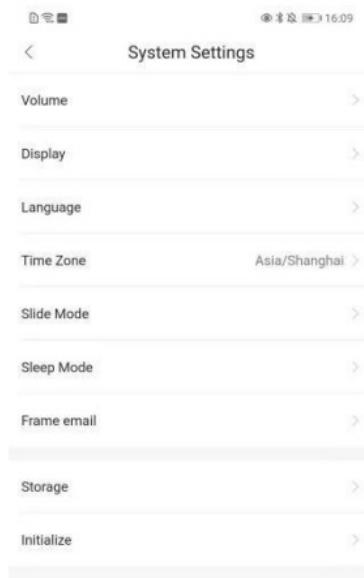 16:09
System Settings
Volume
Display
Language
Time Zone Asia/Shanghai
Slide Mode
Sleep Mode
Frame email
Storage
Initialize